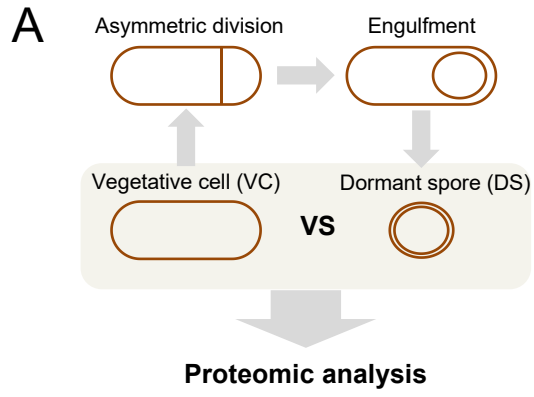 A
Asymmetric division
Engulfment
Vegetative cell (VC)
Dormant spore (DS)
VS
Proteomic analysis